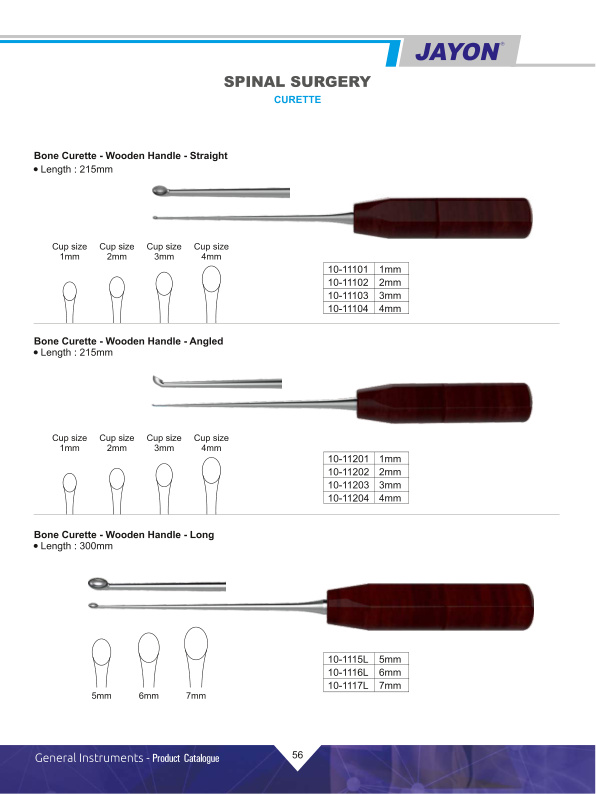 JAYON®
SPINAL SURGERY
CURETTE
Bone Curette - Wooden Handle - Straight
• Length : 215mm
Cup size 1mm
Cup size 2mm
Cup size 3mm
Cup size 4mm
10-11101 1mm
10-11102 2mm
10-11103 3mm
10-11104 4mm
Bone Curette - Wooden Handle - Angled
• Length : 215mm
Cup size 1mm
Cup size 2mm
Cup size 3mm
Cup size 4mm
10-11201 1mm
10-11202 2mm
10-11203 3mm
10-11204 4mm
Bone Curette - Wooden Handle - Long
• Length : 300mm
5mm 6mm 7mm
10-1115L 5mm
10-1116L 6mm
10-1117L 7mm
General Instruments - Product Catalogue
56